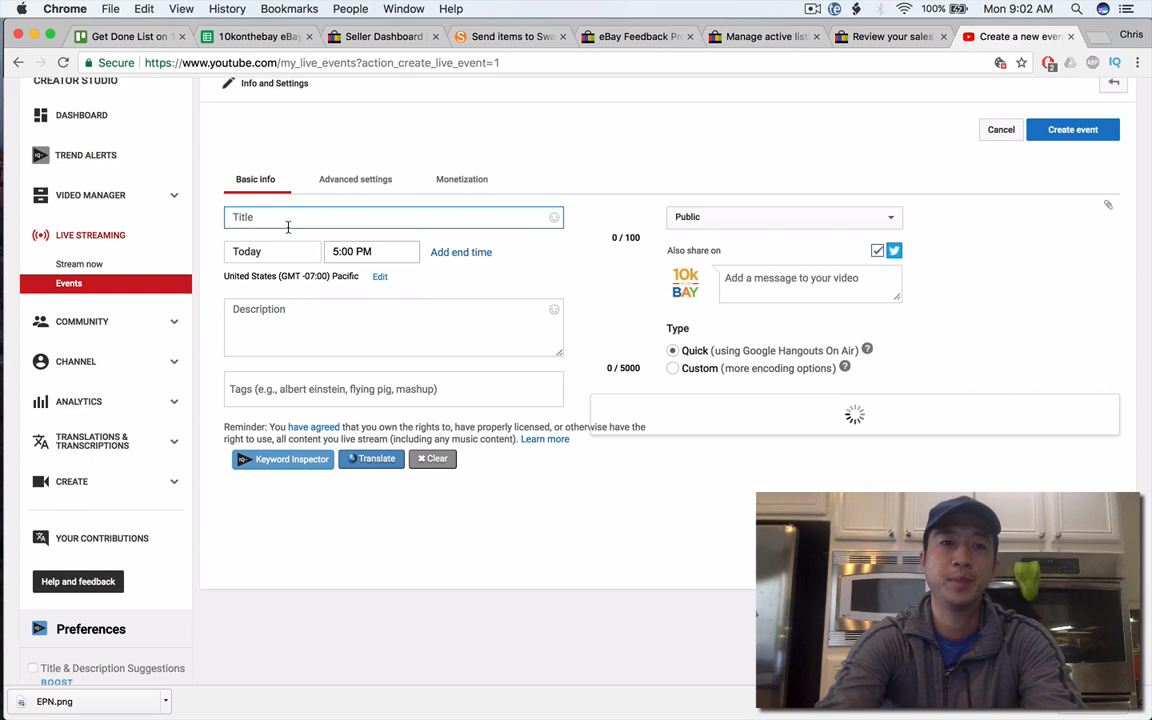 Chrome File Edit View History Bookmarks People Window Help
100% Mon 9:02 AM
Get Done List on 1
10konthebay eBay
Seller Dashboard
Send items to Swa
eBay Feedback Pro
Manage active listi
Review your sales
Create a new even
Chris
Secure https://www.youtube.com/my_live_events?action_create_live_event=1
CREATOR STUDIO
DASHBOARD
TREND ALERTS
VIDEO MANAGER
LIVE STREAMING
Stream now
Events
COMMUNITY
CHANNEL
ANALYTICS
TRANSLATIONS &
TRANSCRIPTIONS
CREATE
YOUR CONTRIBUTIONS
Help and feedback
Preferences
Title & Description Suggestions
BOOST
Info and Settings
Cancel
Create event
Basic info
Advanced settings
Monetization
Title
0 / 100
Today
5:00 PM
Add end time
United States (GMT -07:00) Pacific Edit
Description
0 / 5000
Tags (e.g., albert einstein, flying pig, mashup)
Reminder: You have agreed that you own the rights to, have properly licensed, or otherwise have the
right to use, all content you live stream (including any music content). Learn more
Keyword Inspector
Translate
Clear
Public
Also share on
10k
BAY
Add a message to your video
Type
Quick (using Google Hangouts On Air) ?
Custom (more encoding options) ?
EPN.png